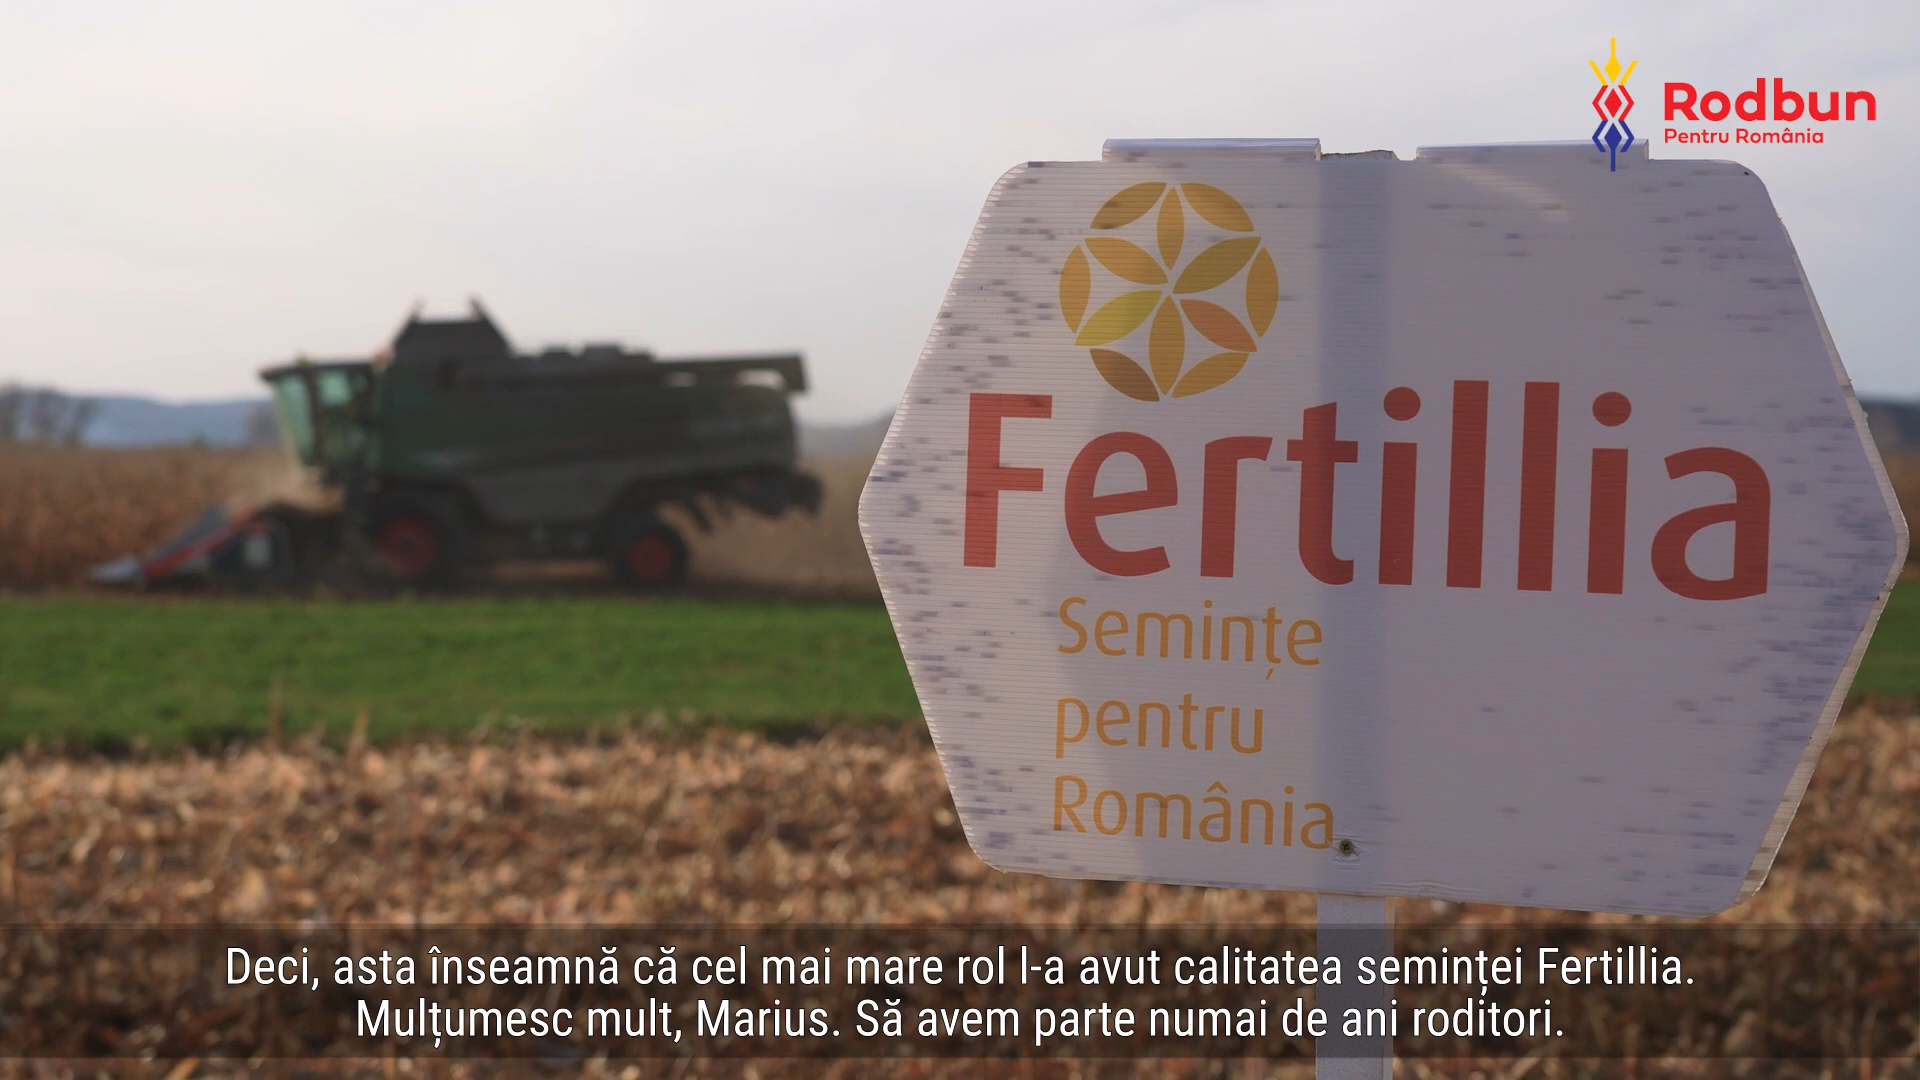 Rodbun
Pentru România
Fertillia
Semințe
pentru
România
Deci, asta înseamnă că cel mai mare rol l-a avut calitatea seminței Fertillia.
Mulțumesc mult, Marius. Să avem parte numai de ani roditori.